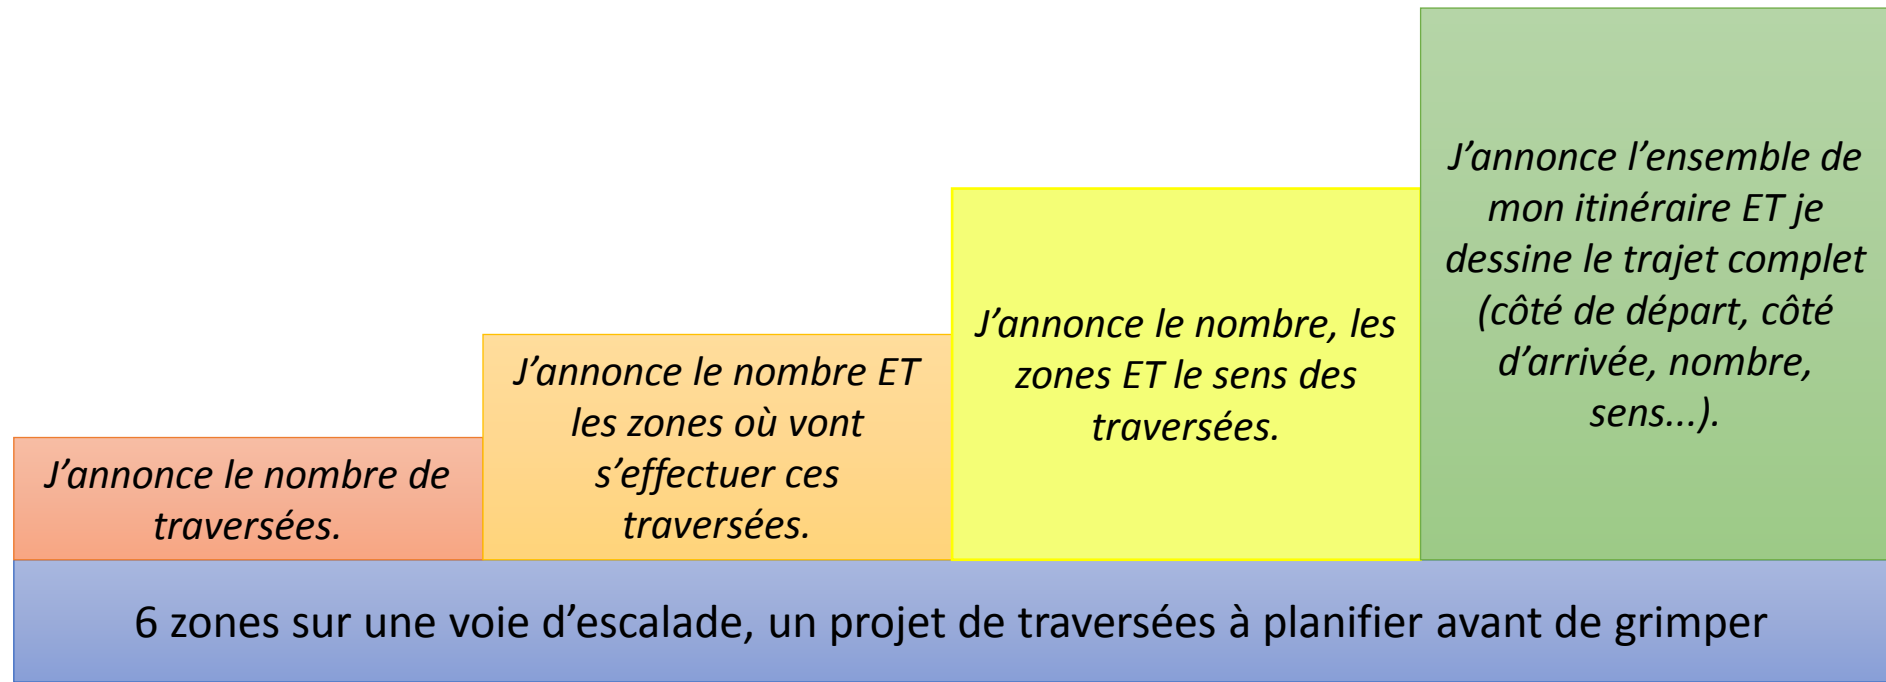 J'annonce le nombre de
traversées.
J'annonce le nombre ET
les zones où vont
s'effectuer ces
traversées.
J'annonce le nombre, les
zones ET le sens des
traversées.
J'annonce l'ensemble de
mon itinéraire ET je
dessine le trajet complet
(côté de départ, côté
d'arrivée, nombre,
sens...).
6 zones sur une voie d'escalade, un projet de traversées à planifier avant de grimper